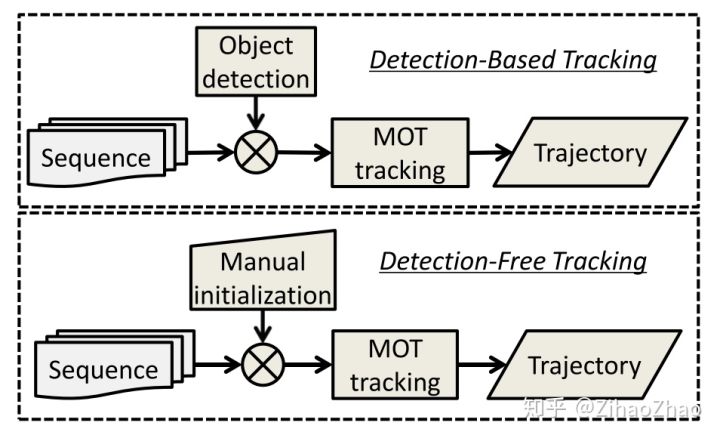 Object
detection
Detection-Based Tracking
Sequence
MOT
tracking
Trajectory
Manual
initialization
Detection-Free Tracking
Sequence
MOT
tracking
Trajectory
知乎 @ZihaoZhao